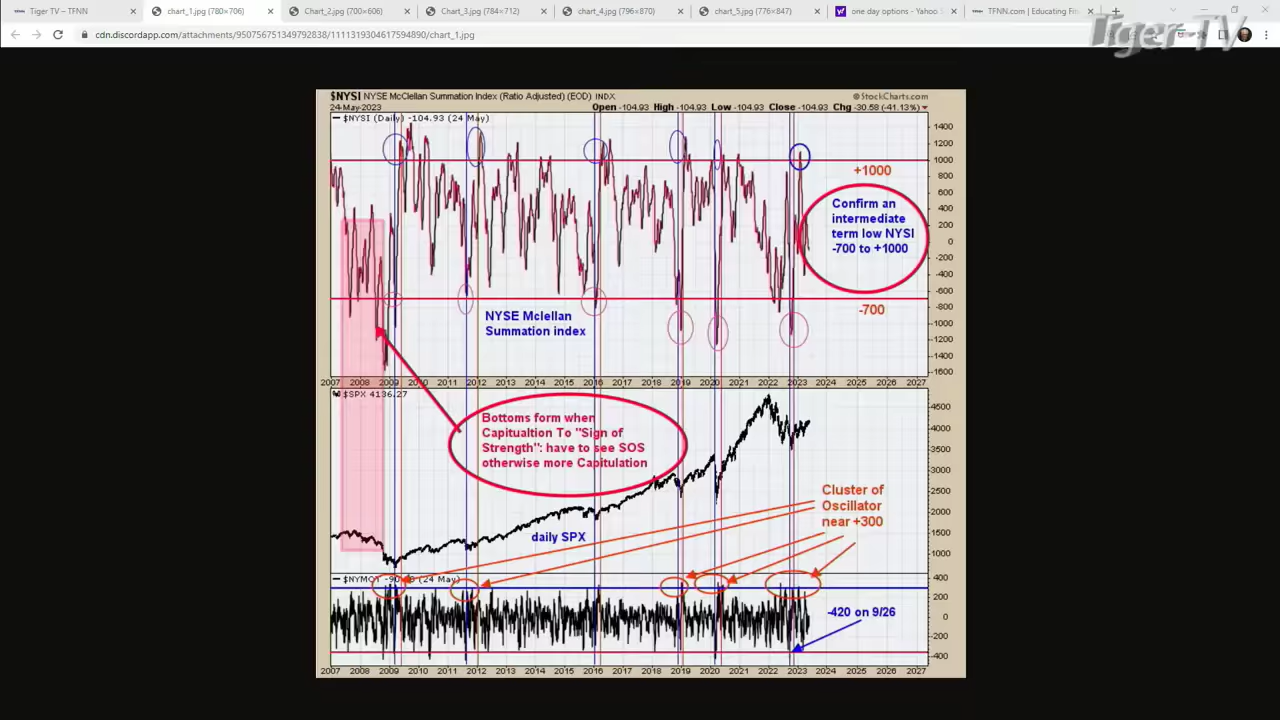 Tiger TV – TFNN
chart_1.jpg (780×706)
Chart_2.jpg (700×606)
Chart_3.jpg (784×712)
chart_4.jpg (796×870)
chart_5.jpg (776×847)
one day options - Yahoo S
TFNN.com | Educating Fi
cdn.discordapp.com/attachments/950756751349792838/1111319304617594890/chart_1.jpg
Tiger TV
$NYSI NYSE McClellan Summation Index (Ratio Adjusted) (EOD) INDX
© StockCharts.com
24-May-2023
Open -104.93 High -104.93 Low -104.93 Close -104.93 Chg -30.58 (-41.13%)
$NYSI (Daily) -104.93 (24 May)
1400
1200
1000
800
600
400
200
0
-200
-400
-600
-800
-1000
-1200
-1400
-1600
+1000
Confirm an
intermediate
term low NYSI
-700 to +1000
-700
NYSE Mclellan
Summation index
2007 2008 2009 2010 2011 2012 2013 2014 2015 2016 2017 2018 2019 2020 2021 2022 2023 2024 2025 2026 2027
$SPX 4136.27
4500
4000
3500
3000
2500
2000
1500
1000
Bottoms form when
Capitualtion To "Sign of
Strength": have to see SOS
otherwise more Capitulation
daily SPX
Cluster of
Oscillator
near +300
(24 May)
400
200
0
-200
-400
-420 on 9/26
2007 2008 2009 2010 2011 2012 2013 2014 2015 2016 2017 2018 2019 2020 2021 2022 2023 2024 2025 2026 2027